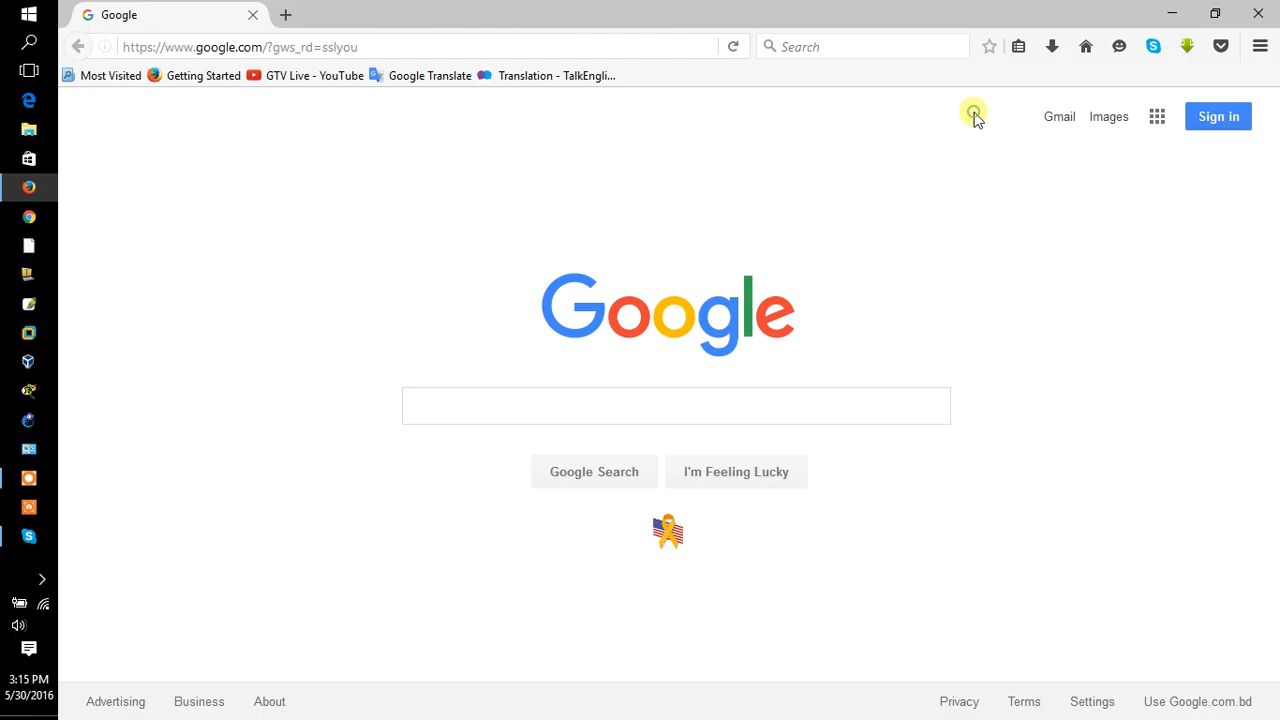 Google
https://www.google.com/?gws_rd=sslyou
Search
Most Visited
Getting Started
GTV Live - YouTube
Google Translate
Translation - TalkEngli...
Gmail
Images
Sign in
Google
Google Search
I'm Feeling Lucky
3:15 PM
5/30/2016
Advertising
Business
About
Privacy
Terms
Settings
Use Google.com.bd